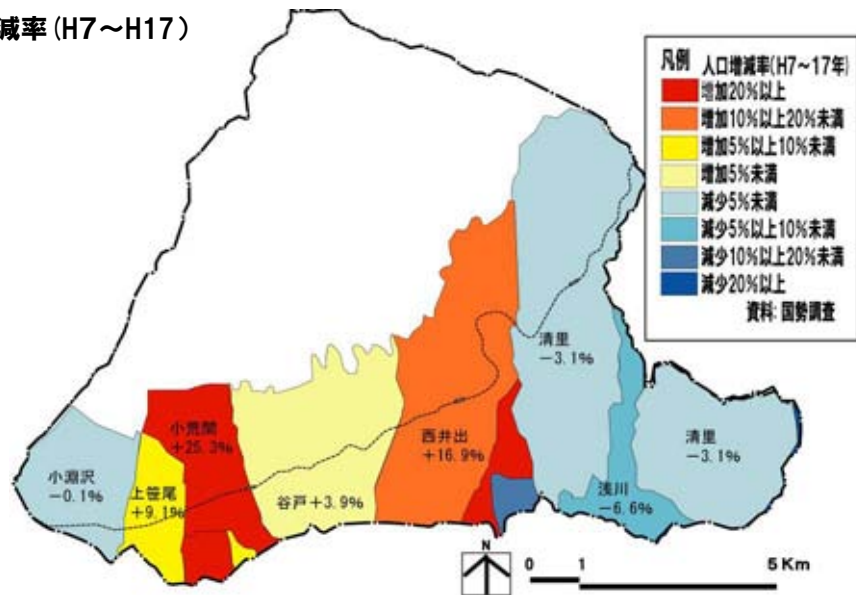 減率(H7～H17)
凡例 人口増減率(H7～17年)
増加20%以上
増加10%以上20%未満
増加5%以上10%未満
増加5%未満
減少5%未満
減少5%以上10%未満
減少10%以上20%未満
減少20%以上
資料:国勢調査
清里
－3.1%
小荒間
＋25.3%
西井出
＋16.9%
清里
－3.1%
小淵沢
－0.1%
上笹尾
＋9.1%
谷戸＋3.9%
浅川
－6.6%
N
0 1 5 Km